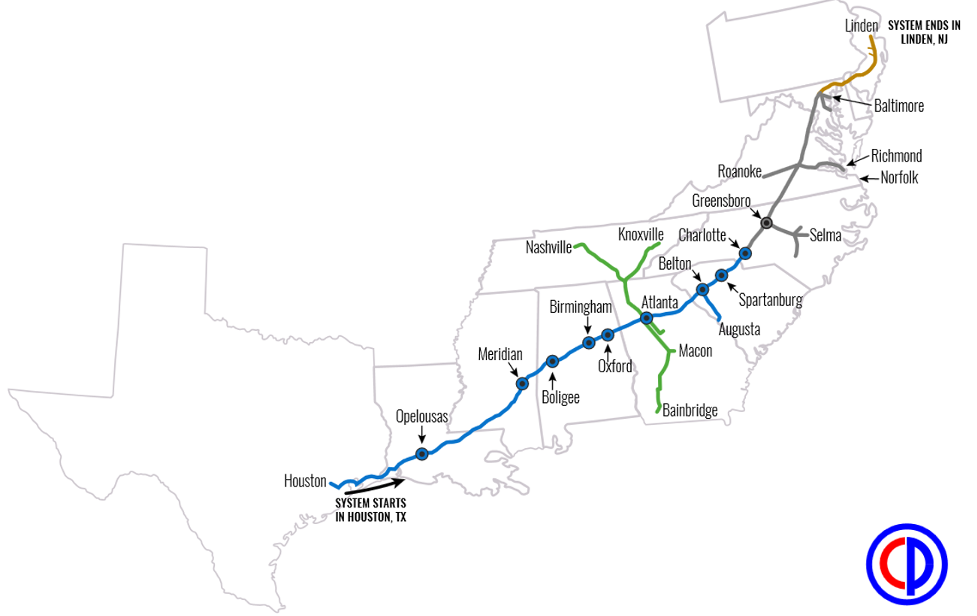 Linden
SYSTEM ENDS IN
LINDEN, NJ
Baltimore
Richmond
Roanoke
Norfolk
Greensboro
Selma
Charlotte
Knoxville
Nashville
Belton
Spartanburg
Atlanta
Birmingham
Augusta
Macon
Oxford
Meridian
Boligee
Bainbridge
Opelousas
Houston
SYSTEM STARTS
IN HOUSTON, TX
CP